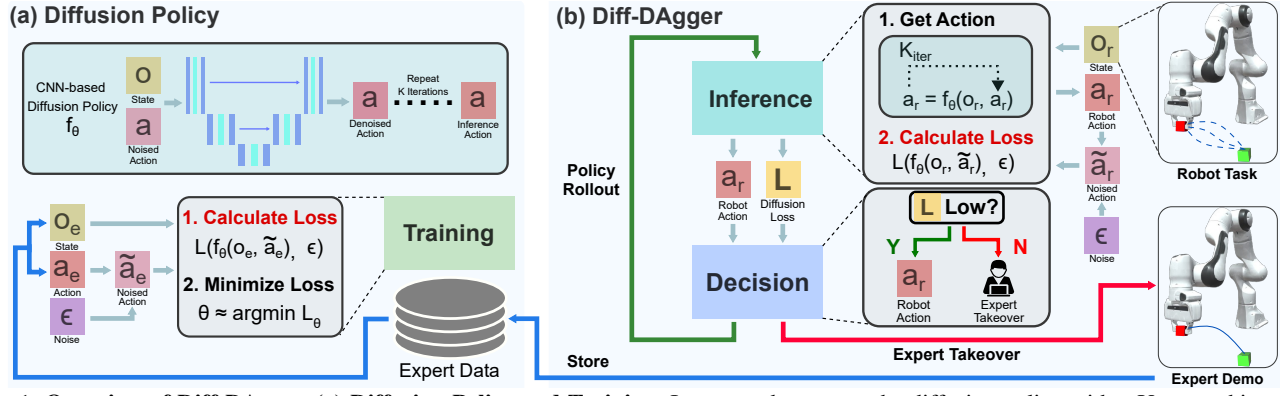 (a) Diffusion Policy
CNN-based
Diffusion Policy
fθ
o
State
a
Noised
Action
a
Denoised
Action
Repeat
K Iterations
a
Inference
Action
oe
State
ae
Action
ϵ
Noise
ãe
Noised
Action
1. Calculate Loss
L(fθ(oe, ãe), ϵ)
2. Minimize Loss
θ ≈ argmin Lθ
Training
Expert Data
(b) Diff-DAgger
Policy
Rollout
Inference
ar
Robot
Action
L
Diffusion
Loss
Decision
1. Get Action
Kiter
ar = fθ(or, ar)
2. Calculate Loss
L(fθ(or, ãr), ϵ)
L Low?
Y
N
ar
Robot
Action
Expert
Takeover
or
State
ar
Robot
Action
ãr
Noised
Action
ϵ
Noise
Robot Task
Expert Demo
Expert Takeover
Store